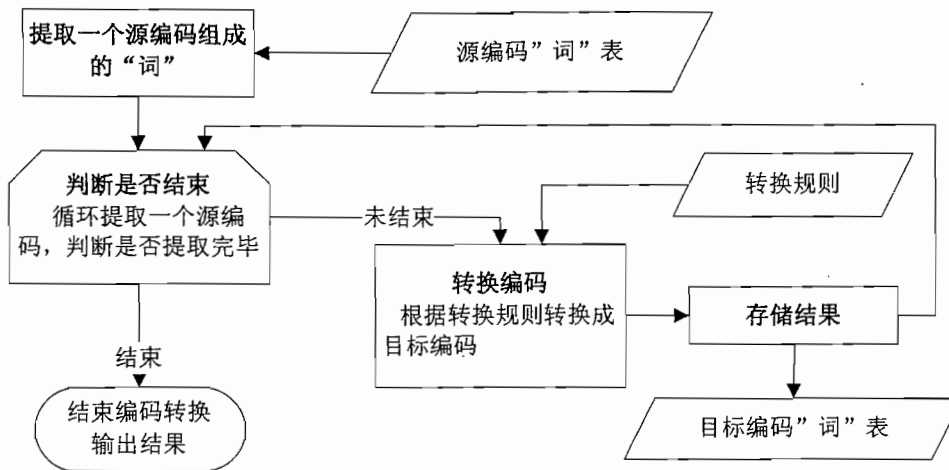 提取一个源编码组成
的“词”
源编码”词”表
判断是否结束
循环提取一个源编
码，判断是否提取完毕
未结束
转换规则
转换编码
根据转换规则转换成
目标编码
存储结果
结束
结束编码转换
输出结果
目标编码”词”表